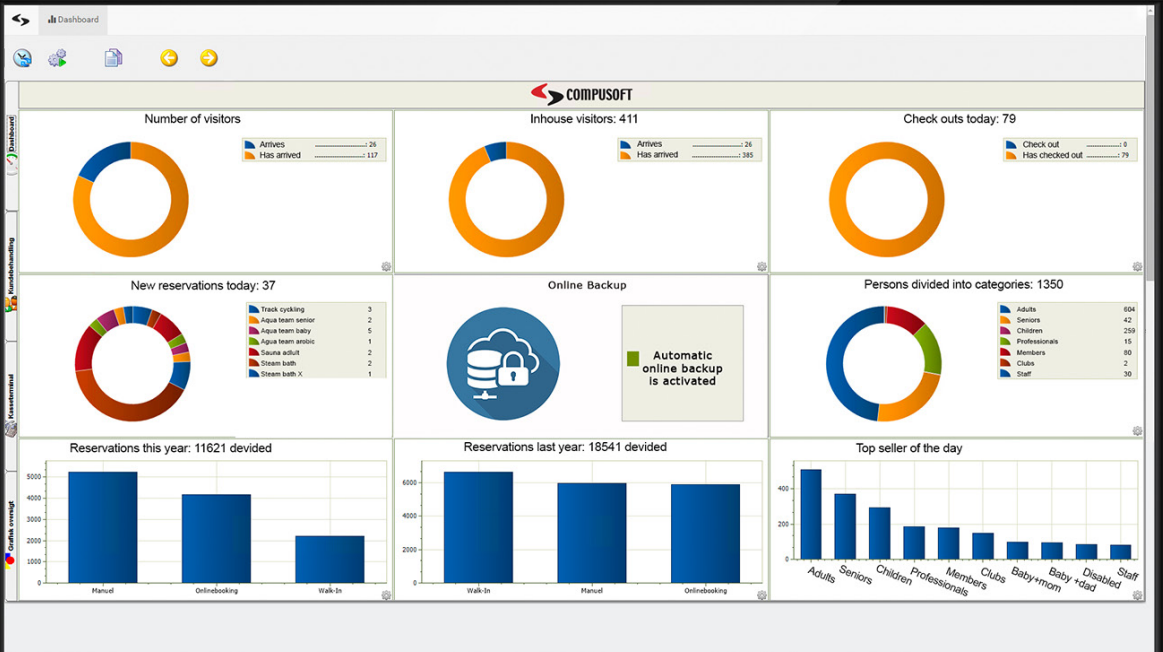 Dashboard
COMPUSOFT
Dashboard
Kundebehandling
Kasseterminal
Grafisk oversigt
Number of visitors
Arrives : 26
Has arrived : 117
Inhouse visitors: 411
Arrives : 26
Has arrived : 385
Check outs today: 79
Check out : 0
Has checked out : 79
New reservations today: 37
Track cyckling 3
Aqua team senior 2
Aqua team baby 5
Agua team arobic 1
Sauna adlult 2
Steam bath 2
Steam bath X 1
Online Backup
Automatic
online backup
is activated
Persons divided into categories: 1350
Adults 604
Seniors 42
Children 259
Professionals 15
Members 80
Clubs 2
Staff 30
Reservations this year: 11621 devided
5000
4000
3000
2000
1000
0
Manuel Onlinebooking Walk-In
Reservations last year: 18541 devided
6000
4000
2000
0
Walk-In Manuel Onlinebooking
Top seller of the day
400
200
0
Adults Seniors Children Professionals Members Clubs Baby+mom Baby +dad Disabled Staff